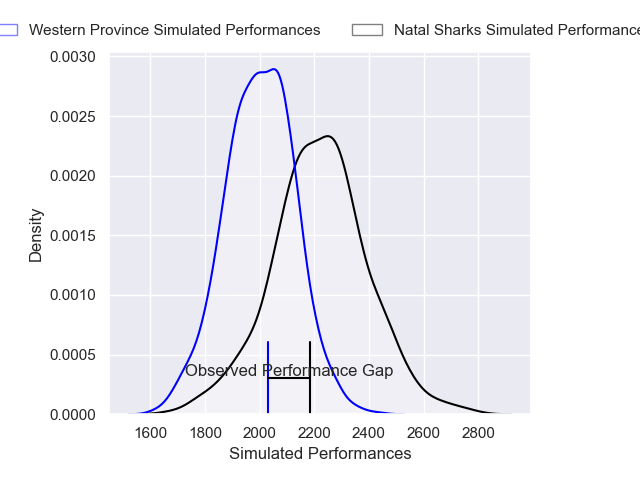 Western Province Simulated Performances
Natal Sharks Simulated Performance
0.0030
0.0025
0.0020
0.0015
0.0010
0.0005
0.0000
Density
Observed Performance Gap
1600 1800 2000 2200 2400 2600 2800
Simulated Performances